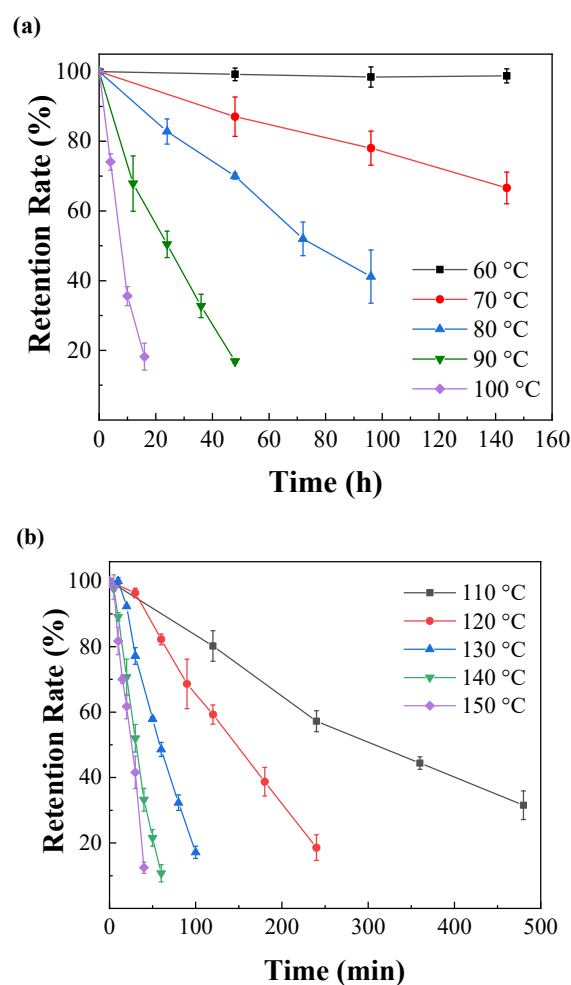 (a)
100
80
60
40
20
0 20 40 60 80 100 120 140 160
Retention Rate (%)
Time (h)
60 °C
70 °C
80 °C
90 °C
100 °C
(b)
100
80
60
40
20
0 100 200 300 400 500
Retention Rate (%)
Time (min)
110 °C
120 °C
130 °C
140 °C
150 °C